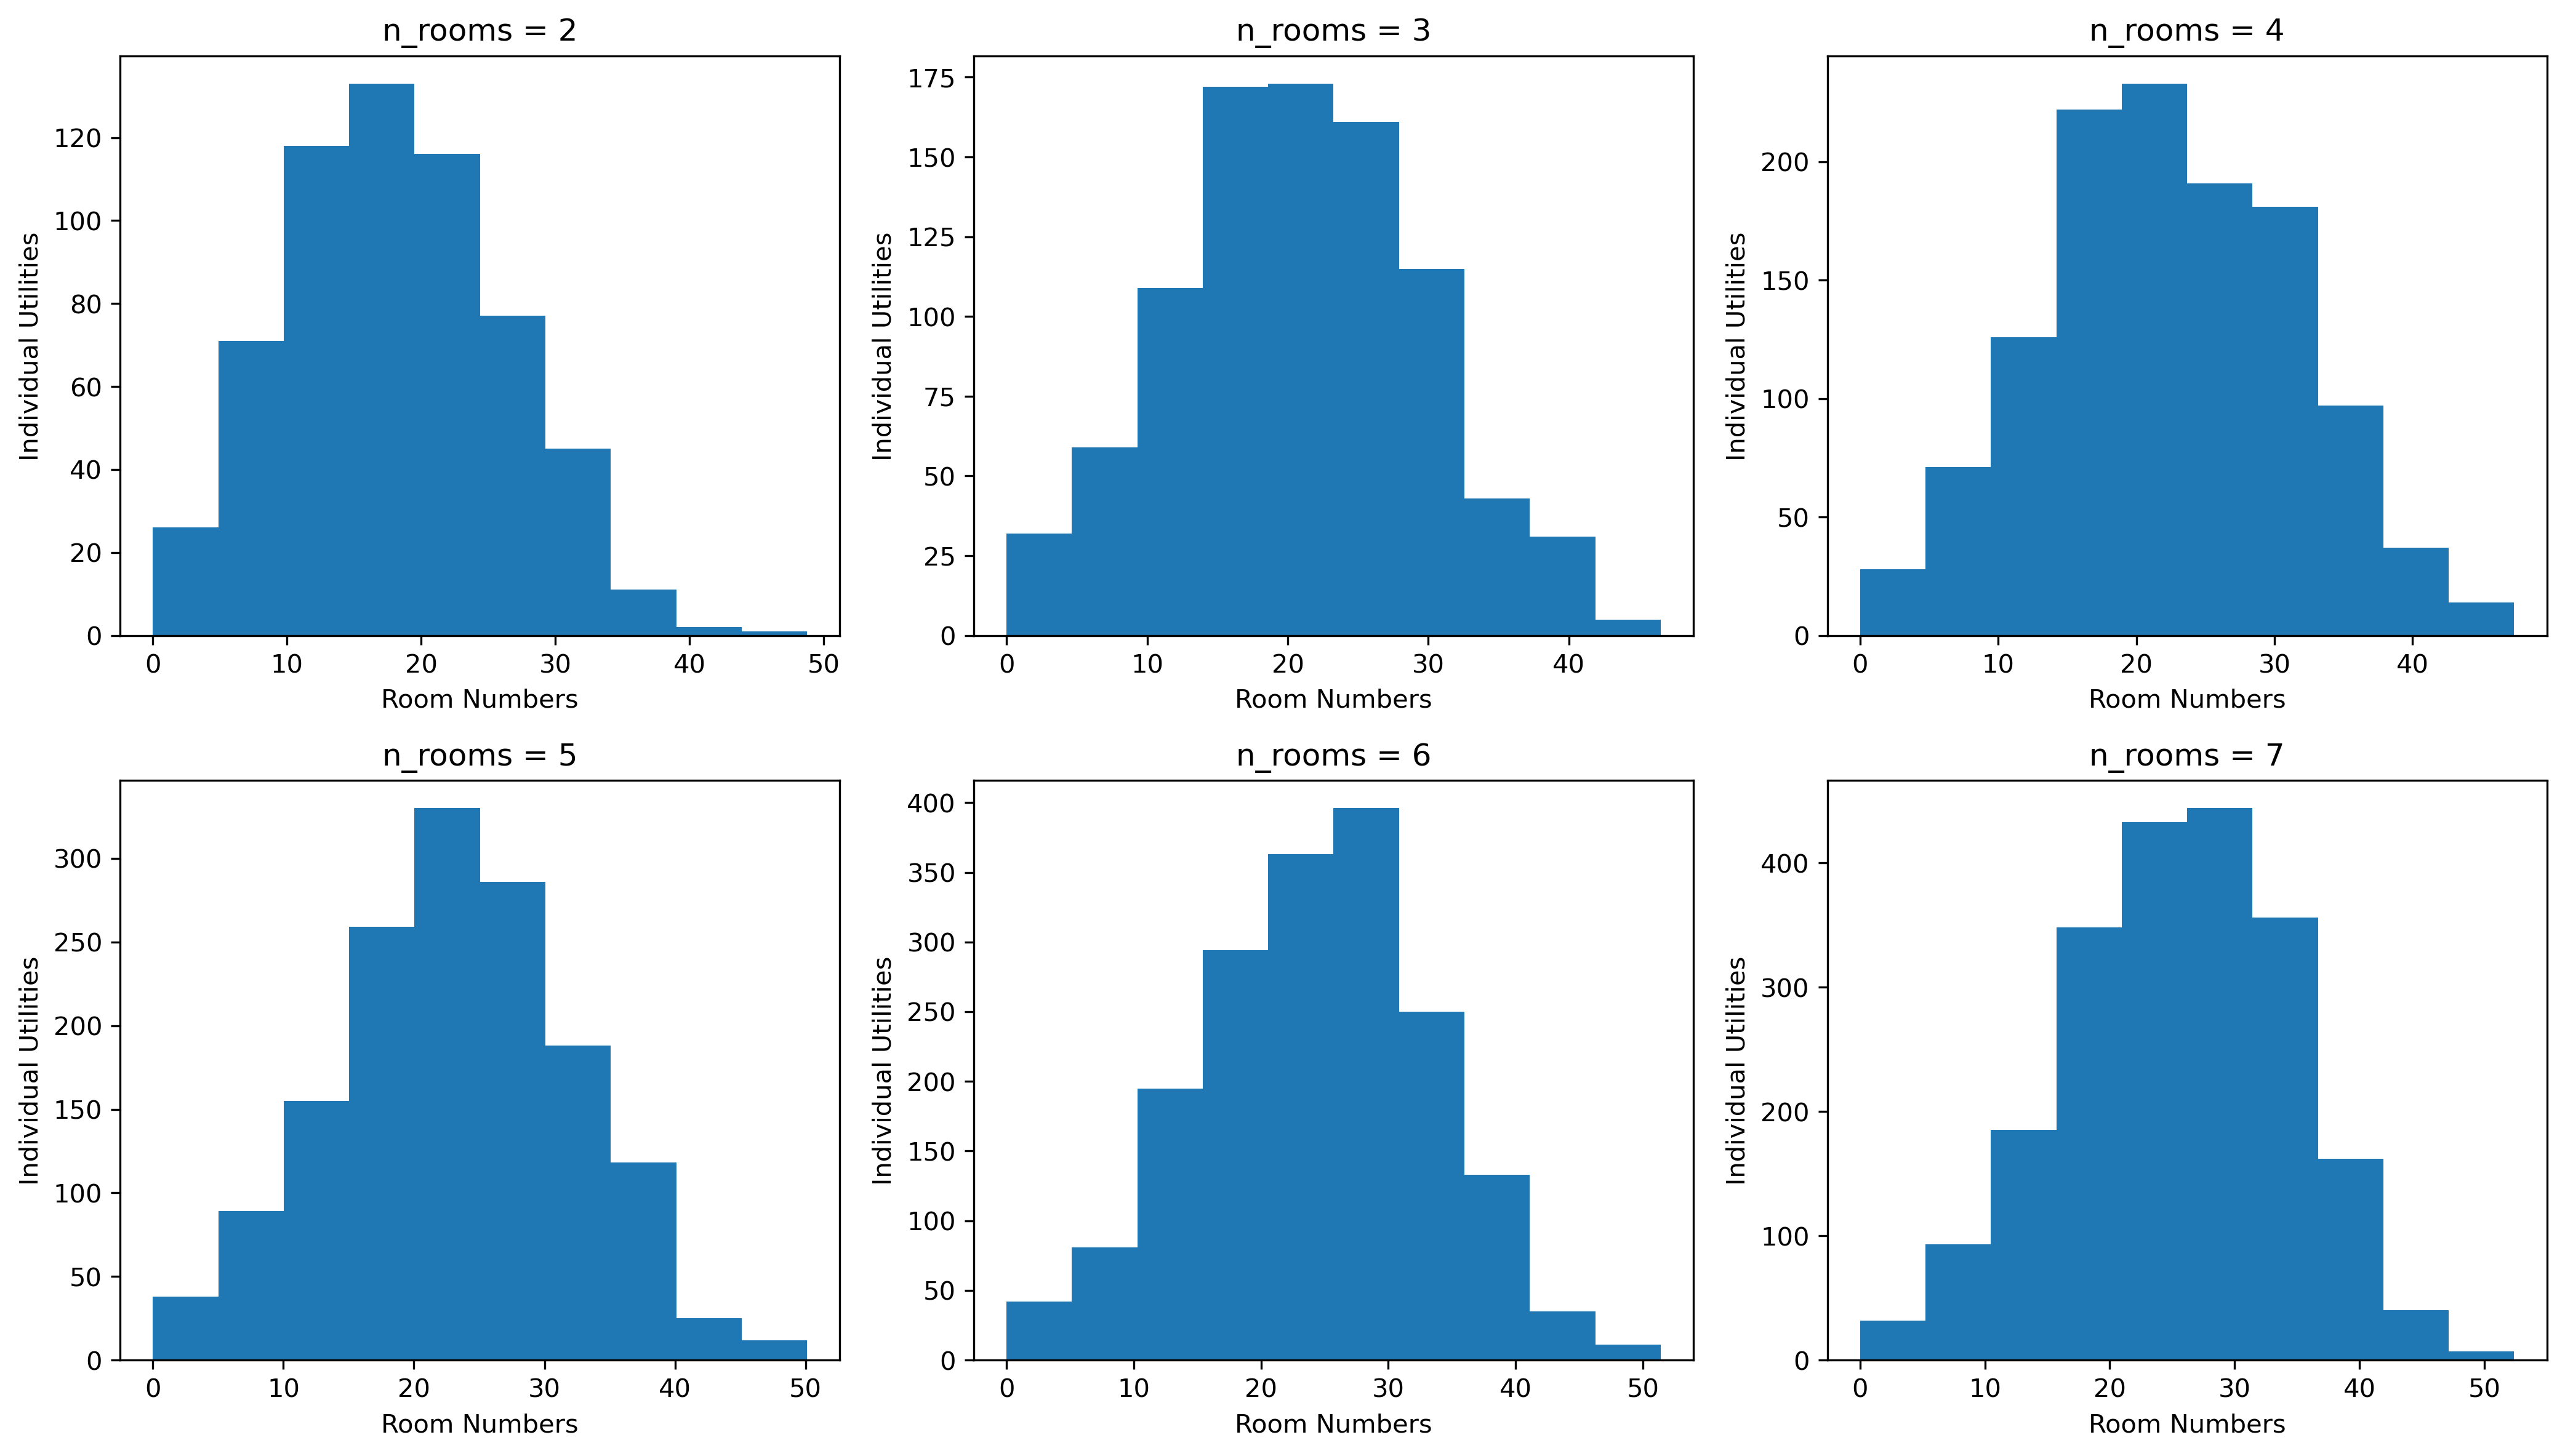 n_rooms = 2
Individual Utilities
120
100
80
60
40
20
0
0 10 20 30 40 50
Room Numbers
n_rooms = 3
Individual Utilities
175
150
125
100
75
50
25
0
0 10 20 30 40
Room Numbers
n_rooms = 4
Individual Utilities
200
150
100
50
0
0 10 20 30 40
Room Numbers
n_rooms = 5
Individual Utilities
300
250
200
150
100
50
0
0 10 20 30 40 50
Room Numbers
n_rooms = 6
Individual Utilities
400
350
300
250
200
150
100
50
0
0 10 20 30 40 50
Room Numbers
n_rooms = 7
Individual Utilities
400
300
200
100
0
0 10 20 30 40 50
Room Numbers